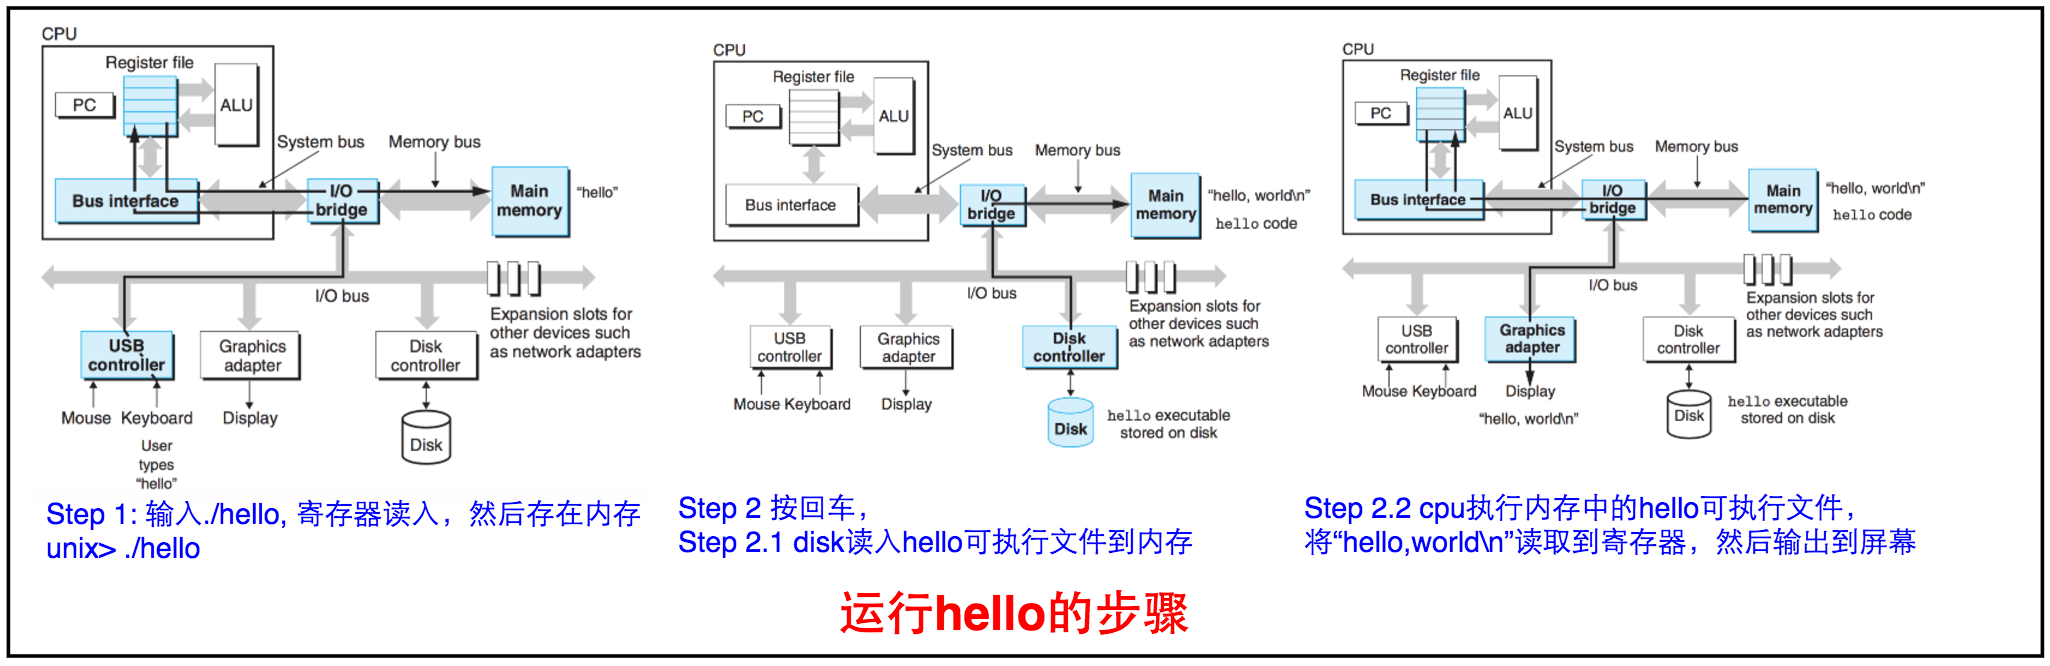 CPU
Register file
PC
ALU
System bus
Memory bus
Bus interface
I/O
bridge
Main
memory
"hello"
I/O bus
Expansion slots for
other devices such
as network adapters
USB
controller
Graphics
adapter
Disk
controller
Mouse Keyboard
Display
Disk
User
types
"hello"
Step 1: 输入./hello, 寄存器读入，然后存在内存
unix> ./hello
CPU
Register file
PC
ALU
System bus
Memory bus
Bus interface
I/O
bridge
Main
memory
"hello, world\n"
hello code
I/O bus
Expansion slots for
other devices such
as network adapters
USB
controller
Graphics
adapter
Disk
controller
Mouse Keyboard
Display
Disk
hello executable
stored on disk
Step 2 按回车，
Step 2.1 disk读入hello可执行文件到内存
CPU
Register file
PC
ALU
System bus
Memory bus
Bus interface
I/O
bridge
Main
memory
"hello, world\n"
hello code
I/O bus
Expansion slots for
other devices such
as network adapters
USB
controller
Graphics
adapter
Disk
controller
Mouse Keyboard
Display
"hello, world\n"
Disk
hello executable
stored on disk
Step 2.2 cpu执行内存中的hello可执行文件，
将“hello,world\n”读取到寄存器，然后输出到屏幕
运行hello的步骤